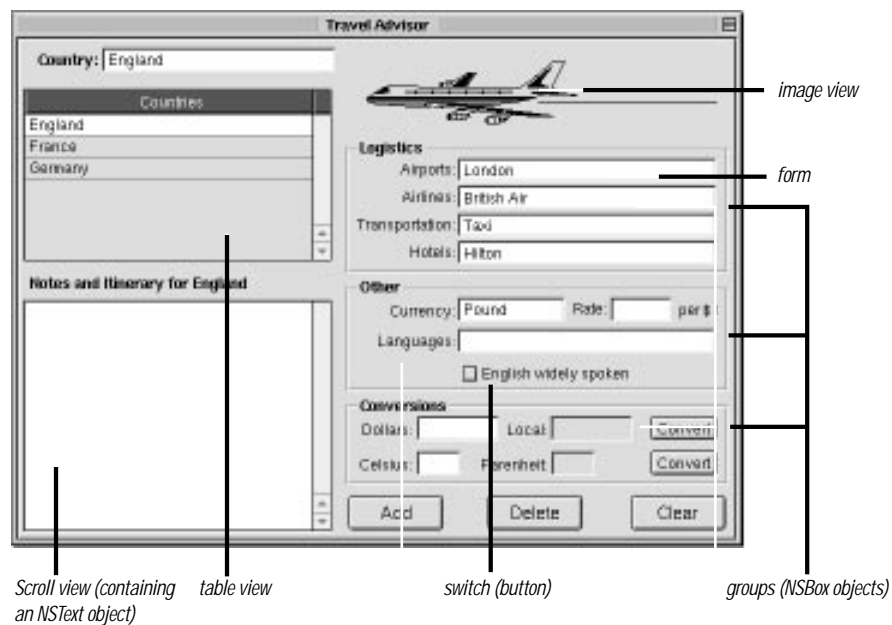 Travel Advisor
Country: England
Countries
England
France
Germany
Notes and Itinerary for England
Logistics
Airports: London
Airlines: British Air
Transportation: Taxi
Hotels: Hilton
Other
Currency: Pound Rate: per $
Languages:
English widely spoken
Conversions
Dollars: Local: Convert
Celsius: Farenheit: Convert
Add Delete Clear
image view
form
Scroll view (containing
an NSText object)
table view
switch (button)
groups (NSBox objects)